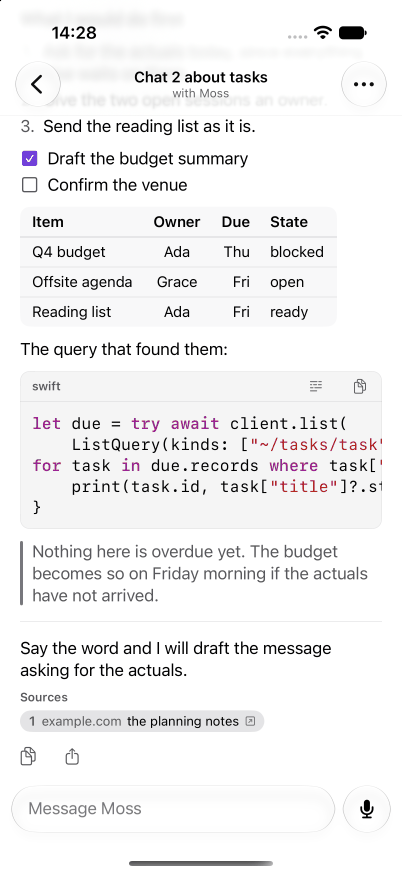 14:28
Chat 2 about tasks
with Moss
3. Send the reading list as it is.
Draft the budget summary
Confirm the venue
Item Owner Due State
Q4 budget Ada Thu blocked
Offsite agenda Grace Fri open
Reading list Ada Fri ready
The query that found them:
swift
let due = try await client.list(
    ListQuery(kinds: ["~/tasks/task"
for task in due.records where task["
    print(task.id, task["title"]?.st
}
Nothing here is overdue yet. The budget
becomes so on Friday morning if the actuals
have not arrived.
Say the word and I will draft the message
asking for the actuals.
Sources
1 example.com the planning notes
Message Moss